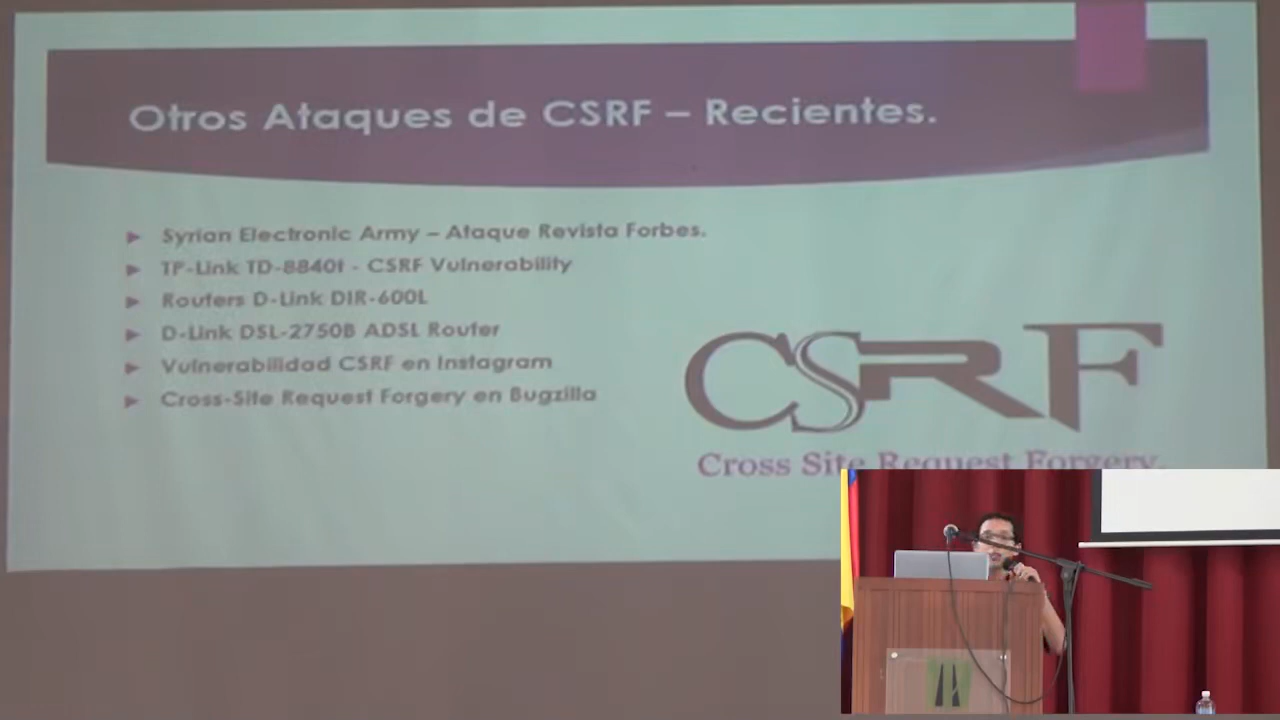 Otros Ataques de CSRF – Recientes.
Syrian Electronic Army – Ataque Revista Forbes.
TP-Link TD-8840t - CSRF Vulnerability
Routers D-Link DIR-600L
D-Link DSL-2750B ADSL Router
Vulnerabilidad CSRF en Instagram
Cross-Site Request Forgery en Bugzilla
CSRF
Cross Site Request Forgery.